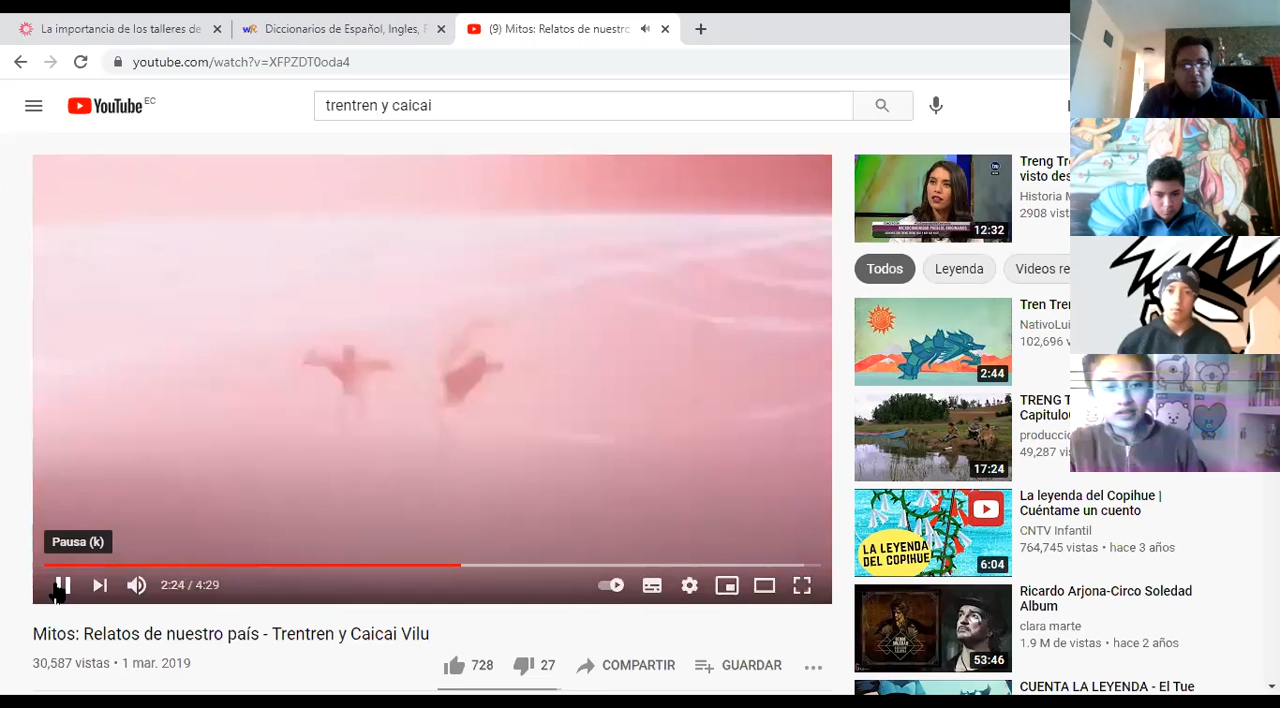 La importancia de los talleres de
Diccionarios de Español, Ingles, F
(9) Mitos: Relatos de nuestro
youtube.com/watch?v=XFPZDT0oda4
YouTube EC
trentren y caicai
Pausa (k)
2:24 / 4:29
Mitos: Relatos de nuestro país - Trentren y Caicai Vilu
30,587 vistas • 1 mar. 2019
728
27
COMPARTIR
GUARDAR
12:32
Treng Tr
visto des
Historia M
2908 vist
Todos
Leyenda
Videos re
2:44
Tren Tre
NativoLui
102,696 v
17:24
TRENG T
Capitulo
producci
49,287 vi
LA LEYENDA
DEL COPIHUE
6:04
La leyenda del Copihue |
Cuéntame un cuento
CNTV Infantil
764,745 vistas • hace 3 años
53:46
Ricardo Arjona-Circo Soledad
Album
clara marte
1.9 M de vistas • hace 2 años
CUENTA LA LEYENDA - El Tue